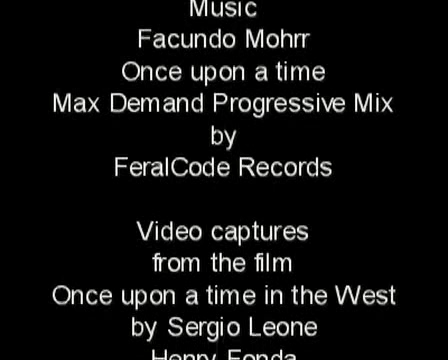 Music
Facundo Mohrr
Once upon a time
Max Demand Progressive Mix
by
FeralCode Records
Video captures
from the film
Once upon a time in the West
by Sergio Leone
Henry Fonda